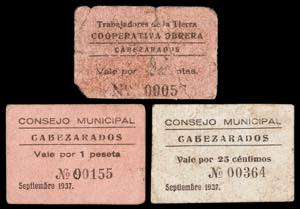 Trabajadores de la Tierra
COOPERATIVA OBRERA
CABEZARADOS
Vale por ptas.
Nº 0005
CONSEJO MUNICIPAL
CABEZARADOS
Vale por 1 peseta
Nº 00155
Septiembre 1937.
CONSEJO MUNICIPAL
CABEZARADOS
Vale por 25 céntimos
Nº 00364
Septiembre 1937.